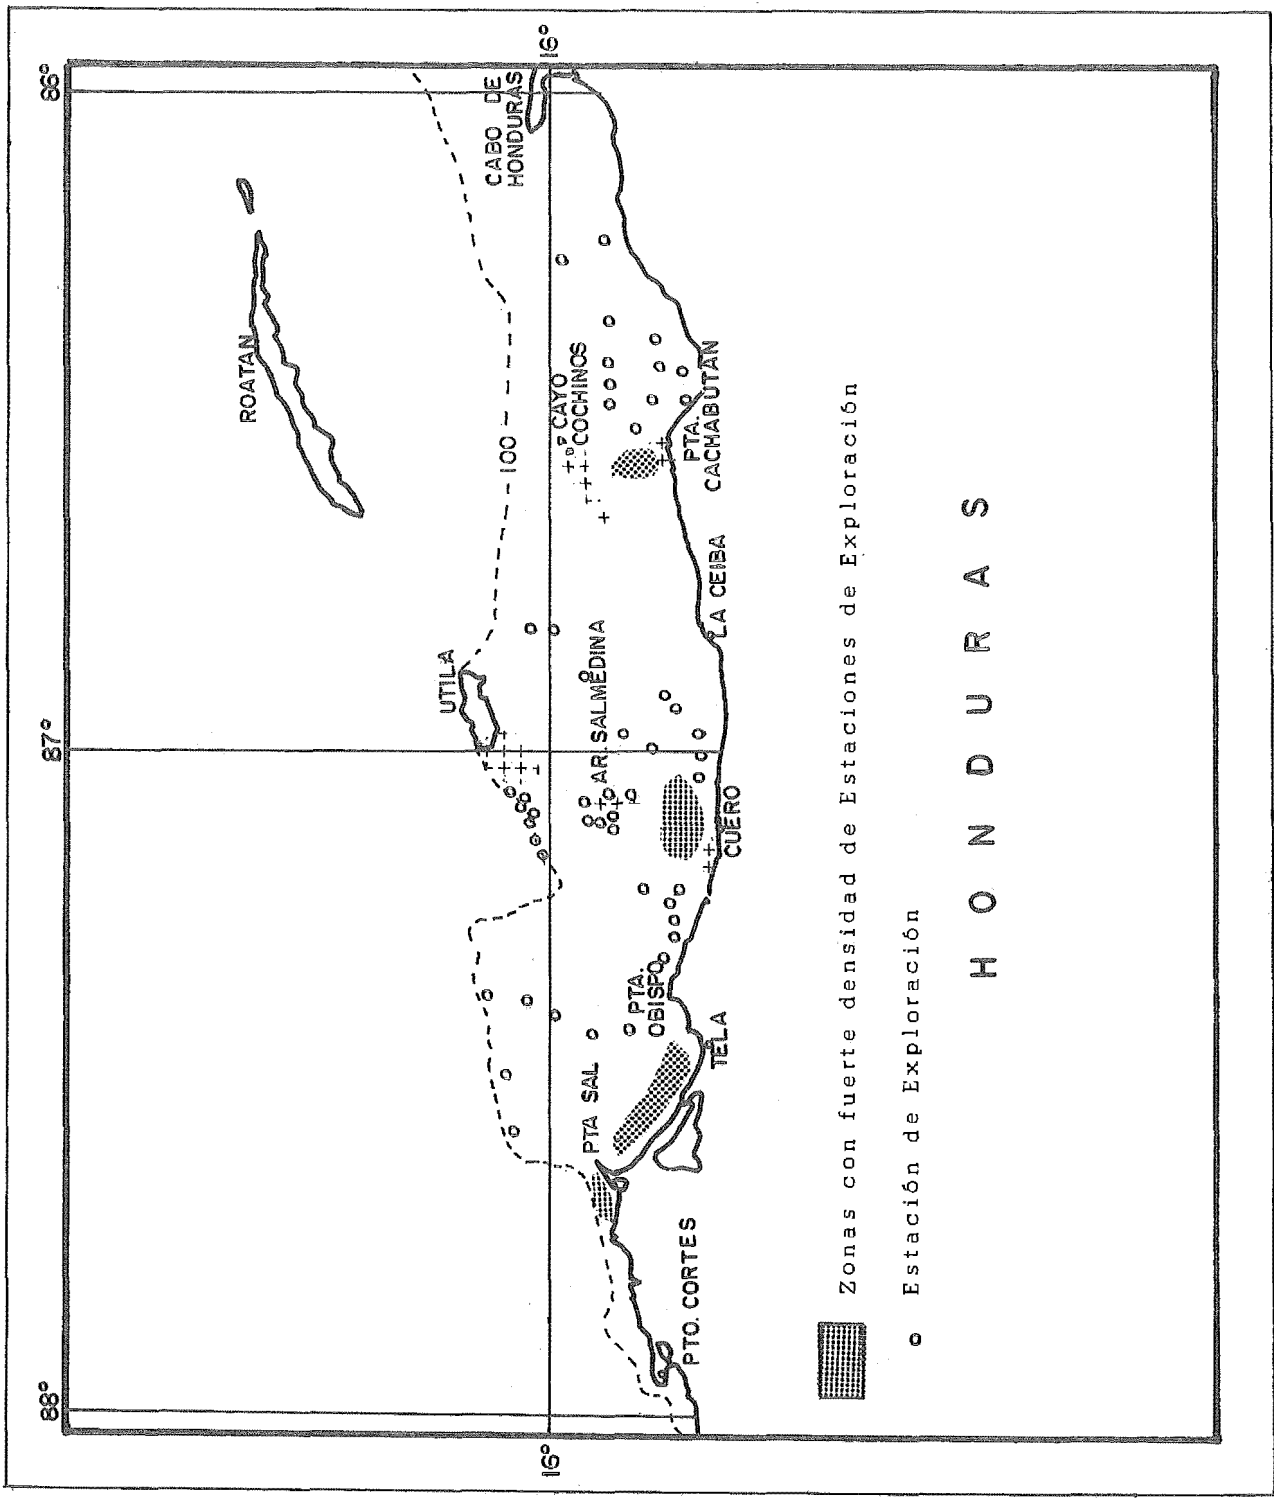 88°
87°
86°
16°
16°
ROATAN
UTILA
CABO DE
HONDURAS
100
CAYO
COCHINOS
AR. SALMEDINA
PTA SAL
PTA.
OBISPO
PTA.
CACHABUTAN
LA CEIBA
CUERO
TELA
PTO. CORTES
Zonas con fuerte densidad de Estaciones de Exploración
Estación de Exploración
HONDURAS